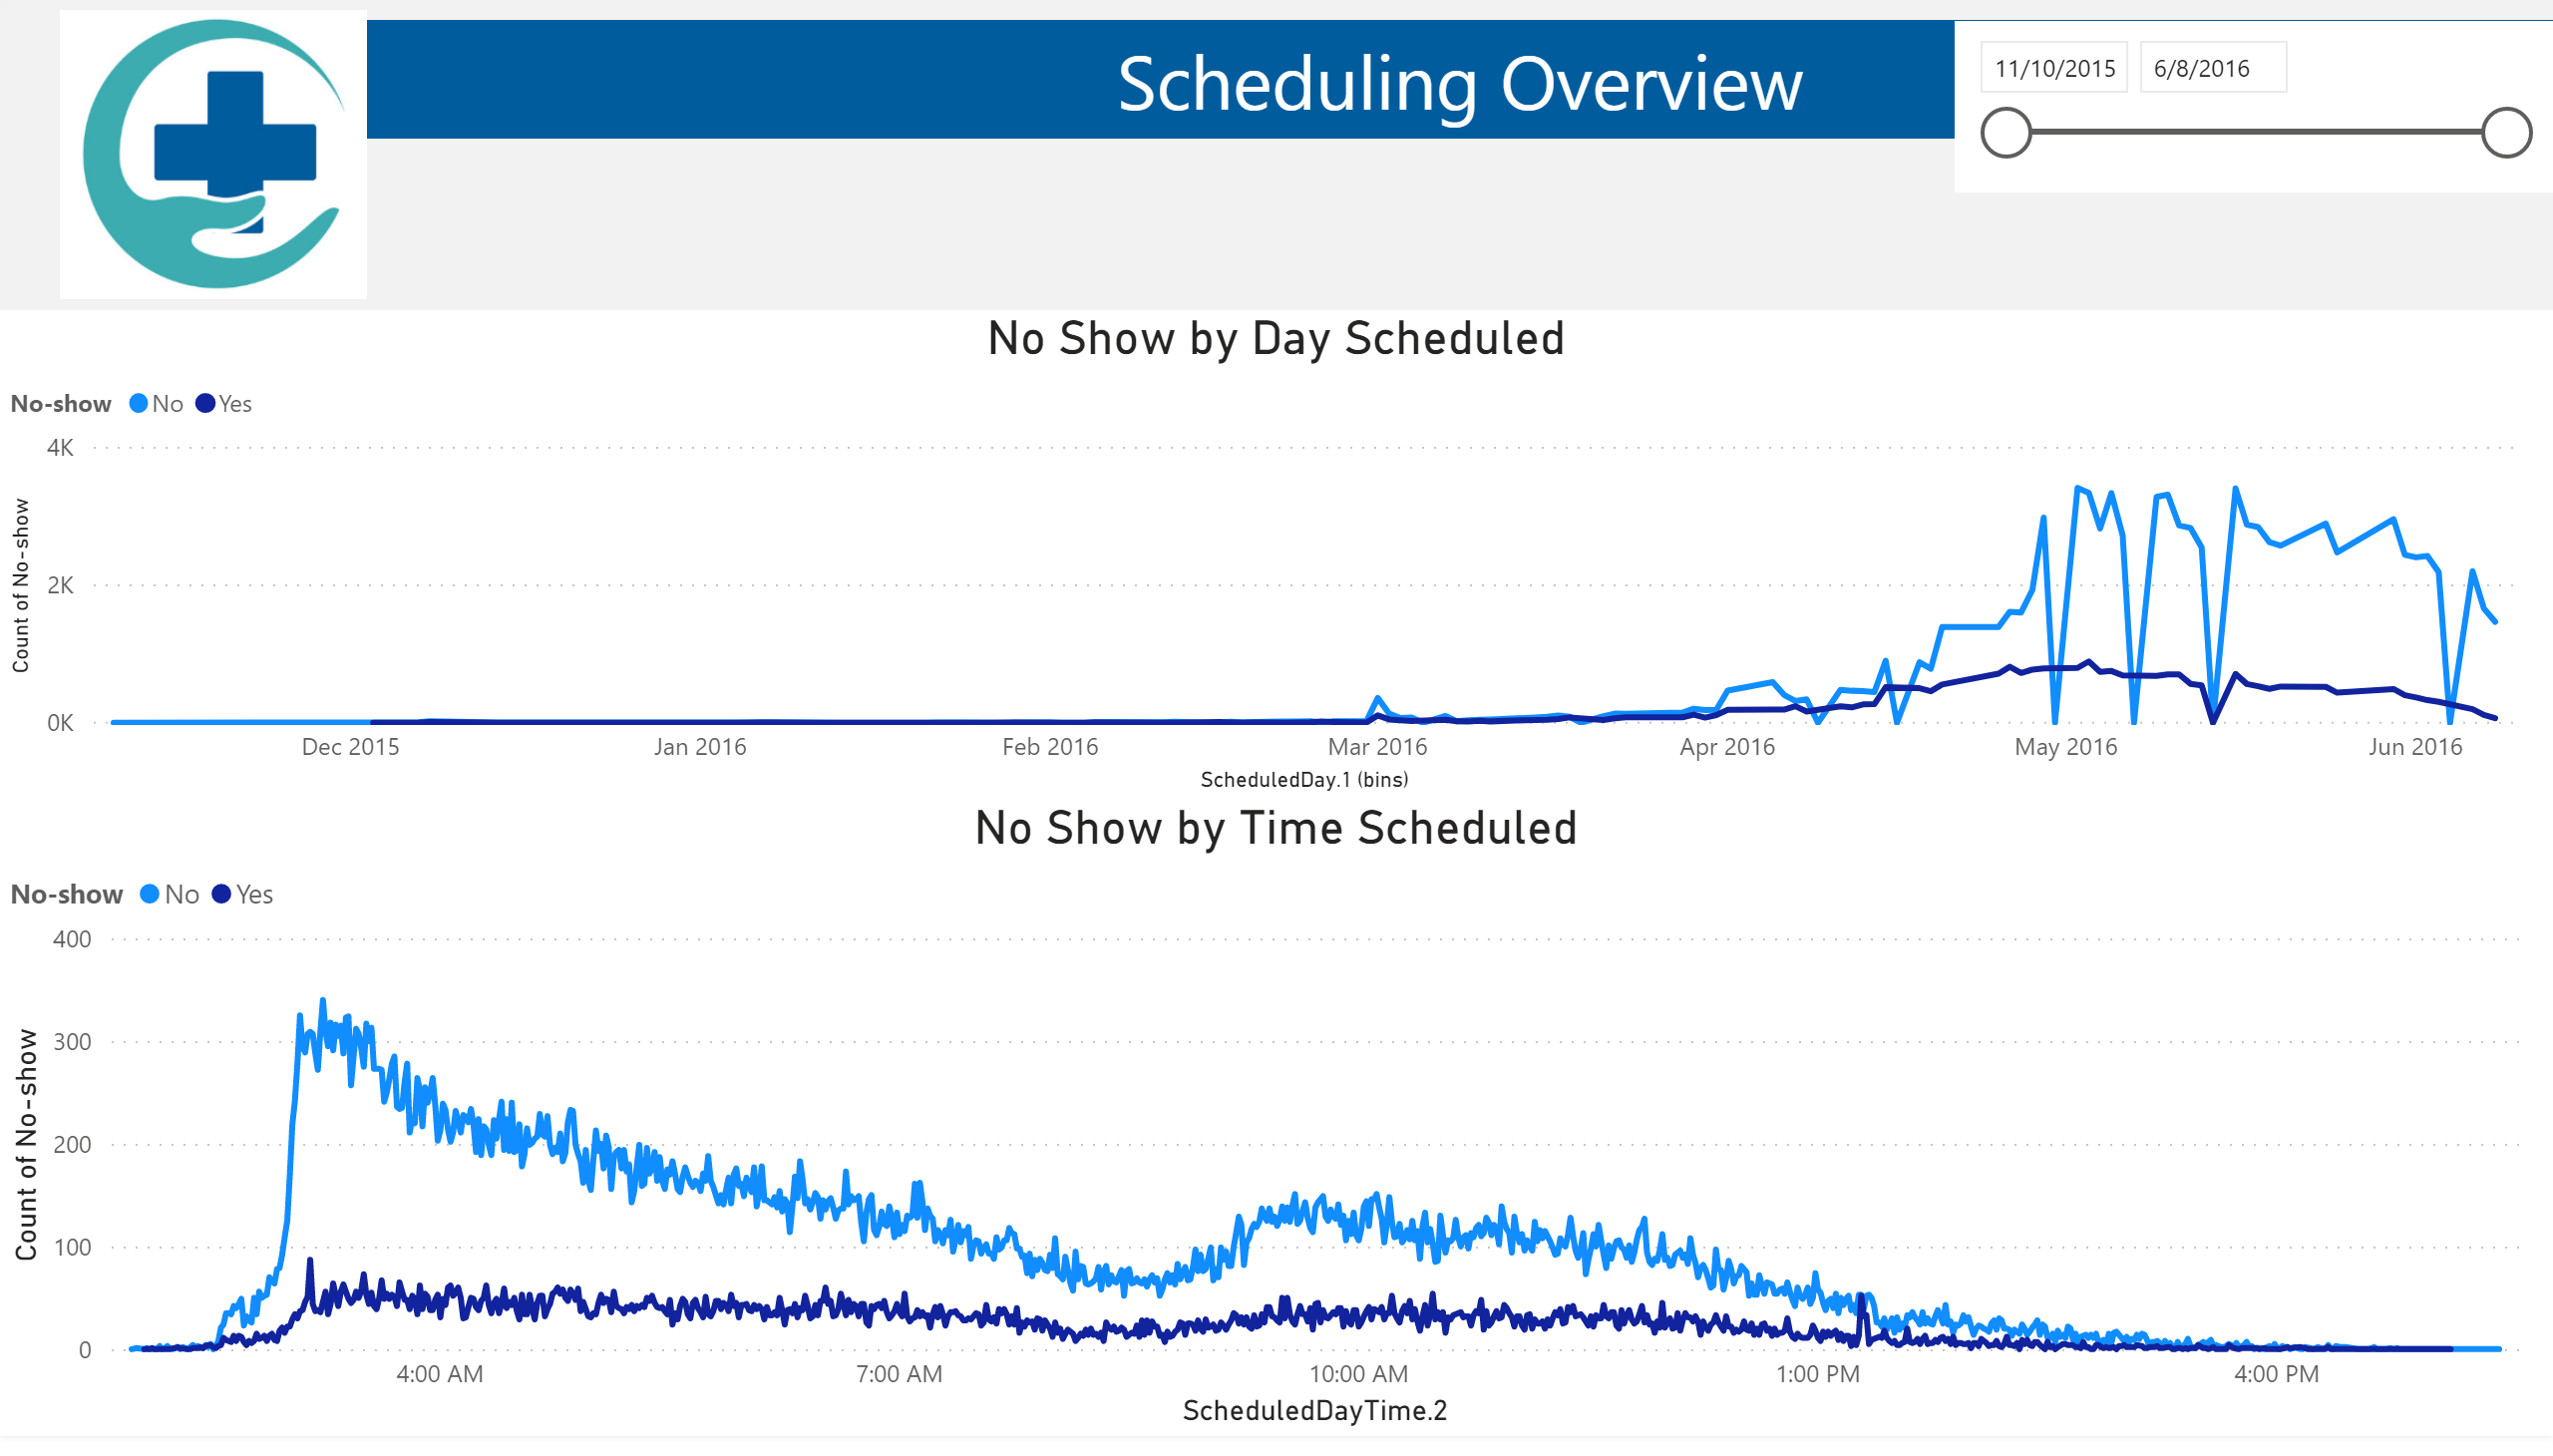 Scheduling Overview
11/10/2015 6/8/2016
No Show by Day Scheduled
No-show No Yes
4K
2K
0K
Count of No-show
Dec 2015 Jan 2016 Feb 2016 Mar 2016 Apr 2016 May 2016 Jun 2016
ScheduledDay.1 (bins)
No Show by Time Scheduled
No-show No Yes
400
300
200
100
0
Count of No-show
4:00 AM 7:00 AM 10:00 AM 1:00 PM 4:00 PM
ScheduledDayTime.2